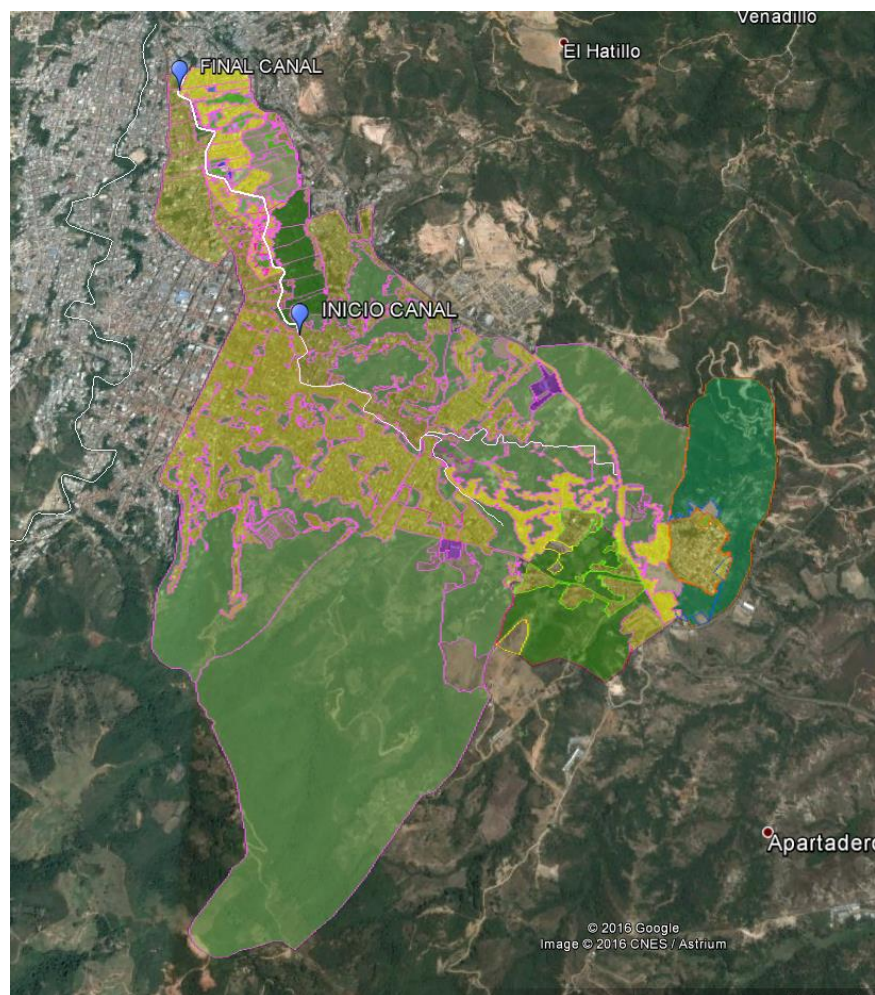 Venadillo
El Hatillo
FINAL CANAL
INICIO CANAL
Apartadero
© 2016 Google
Image © 2016 CNES / Astrium